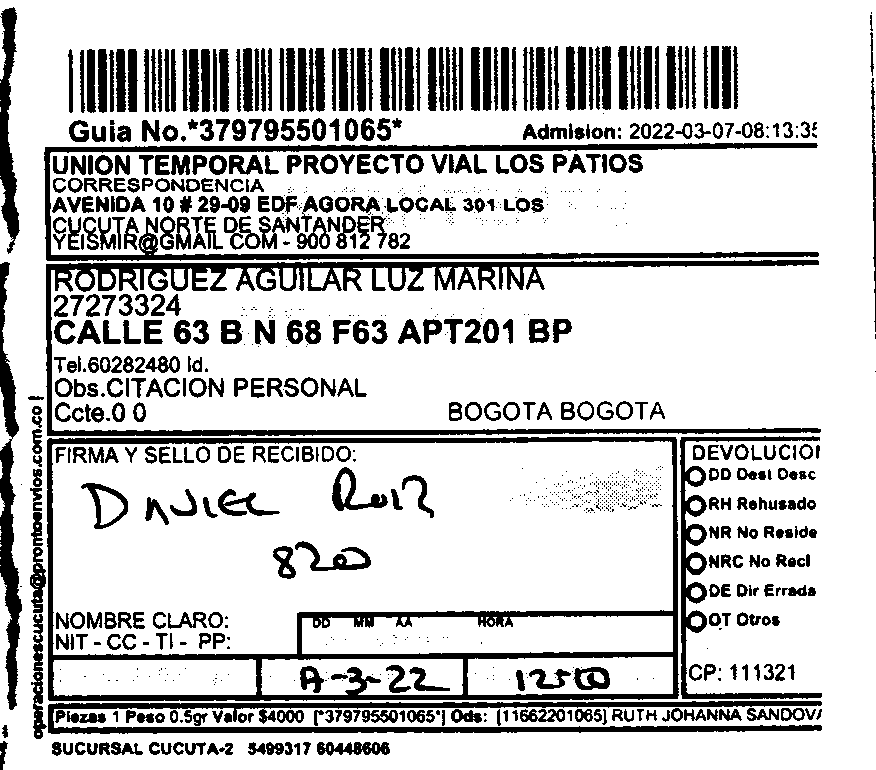 Guia No.*379795501065*
Admision: 2022-03-07-08:13:35
UNION TEMPORAL PROYECTO VIAL LOS PATIOS
CORRESPONDENCIA
AVENIDA 10 # 29-09 EDF AGORA LOCAL 301 LOS
CUCUTA NORTE DE SANTANDER
YEISMIR@GMAIL COM - 900 812 782
RODRIGUEZ AGUILAR LUZ MARINA
27273324
CALLE 63 B N 68 F63 APT201 BP
Tel.60282480 Id.
Obs.CITACION PERSONAL
Ccte.0 0
BOGOTA BOGOTA
operacionescucuta@prontoenvios.com.co |
FIRMA Y SELLO DE RECIBIDO:
Daniel Ruiz
820
NOMBRE CLARO:
NIT - CC - TI - PP:
DD MM AA HORA
-3-22
DEVOLUCION
DD Dest Desc
RH Rehusado
NR No Reside
NRC No Recl
DE Dir Errada
OT Otros
CP: 111321
Piezas 1 Peso 0.5gr Valor $4000 [*379795501065*] Ods: [11662201065] RUTH JOHANNA SANDOVA
SUCURSAL CUCUTA-2 5499317 60448606